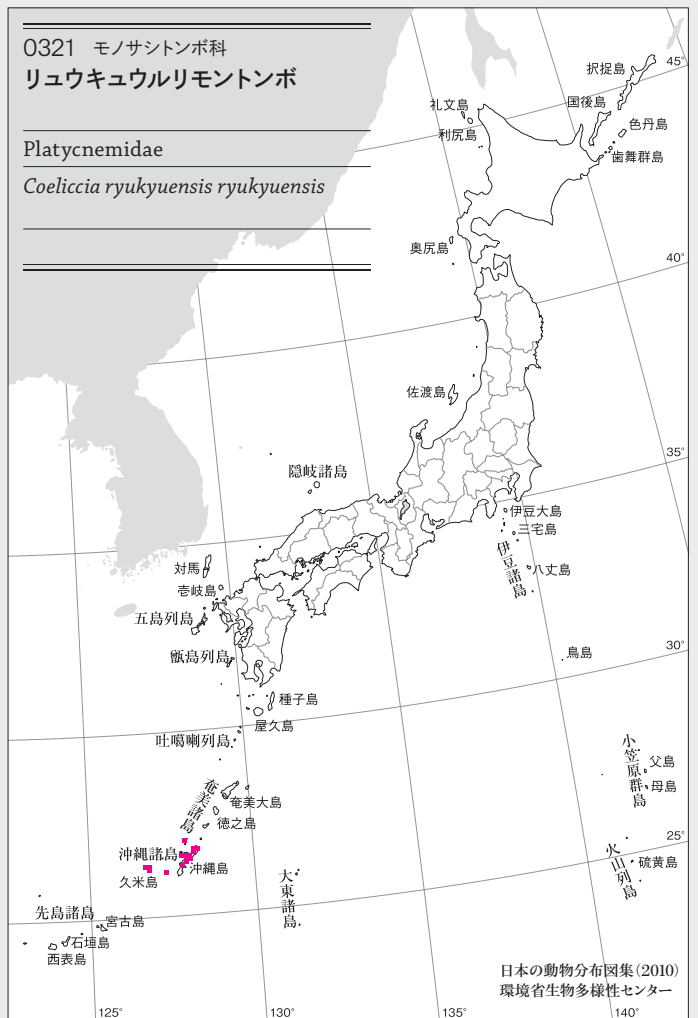 0321 モノサシトンボ科
リュウキュウルリモントンボ
Platycnemidae
Coeliccia ryukyuensis ryukyuensis
択捉島
45°
礼文島
国後島
利尻島
色丹島
歯舞群島
奥尻島
40°
佐渡島
35°
隠岐諸島
伊豆大島
三宅島
伊豆諸島
八丈島
対馬
壱岐島
五島列島
甑島列島
鳥島
30°
種子島
屋久島
吐噶喇列島
小笠原群島
父島
母島
奄美諸島
奄美大島
徳之島
25°
沖縄諸島
沖縄島
久米島
火山列島
硫黄島
大東諸島
先島諸島
宮古島
石垣島
西表島
日本の動物分布図集(2010)
環境省生物多様性センター
125°
130°
135°
140°